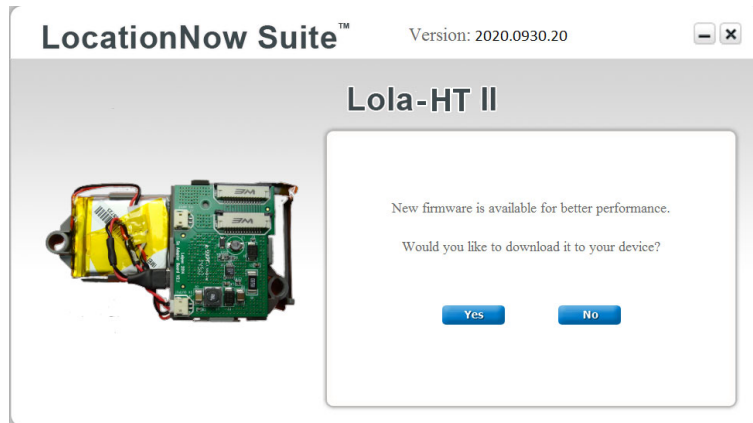 LocationNow Suite™
Version: 2020.0930.20
Lola-HT II
New firmware is available for better performance.
Would you like to download it to your device?
Yes
No